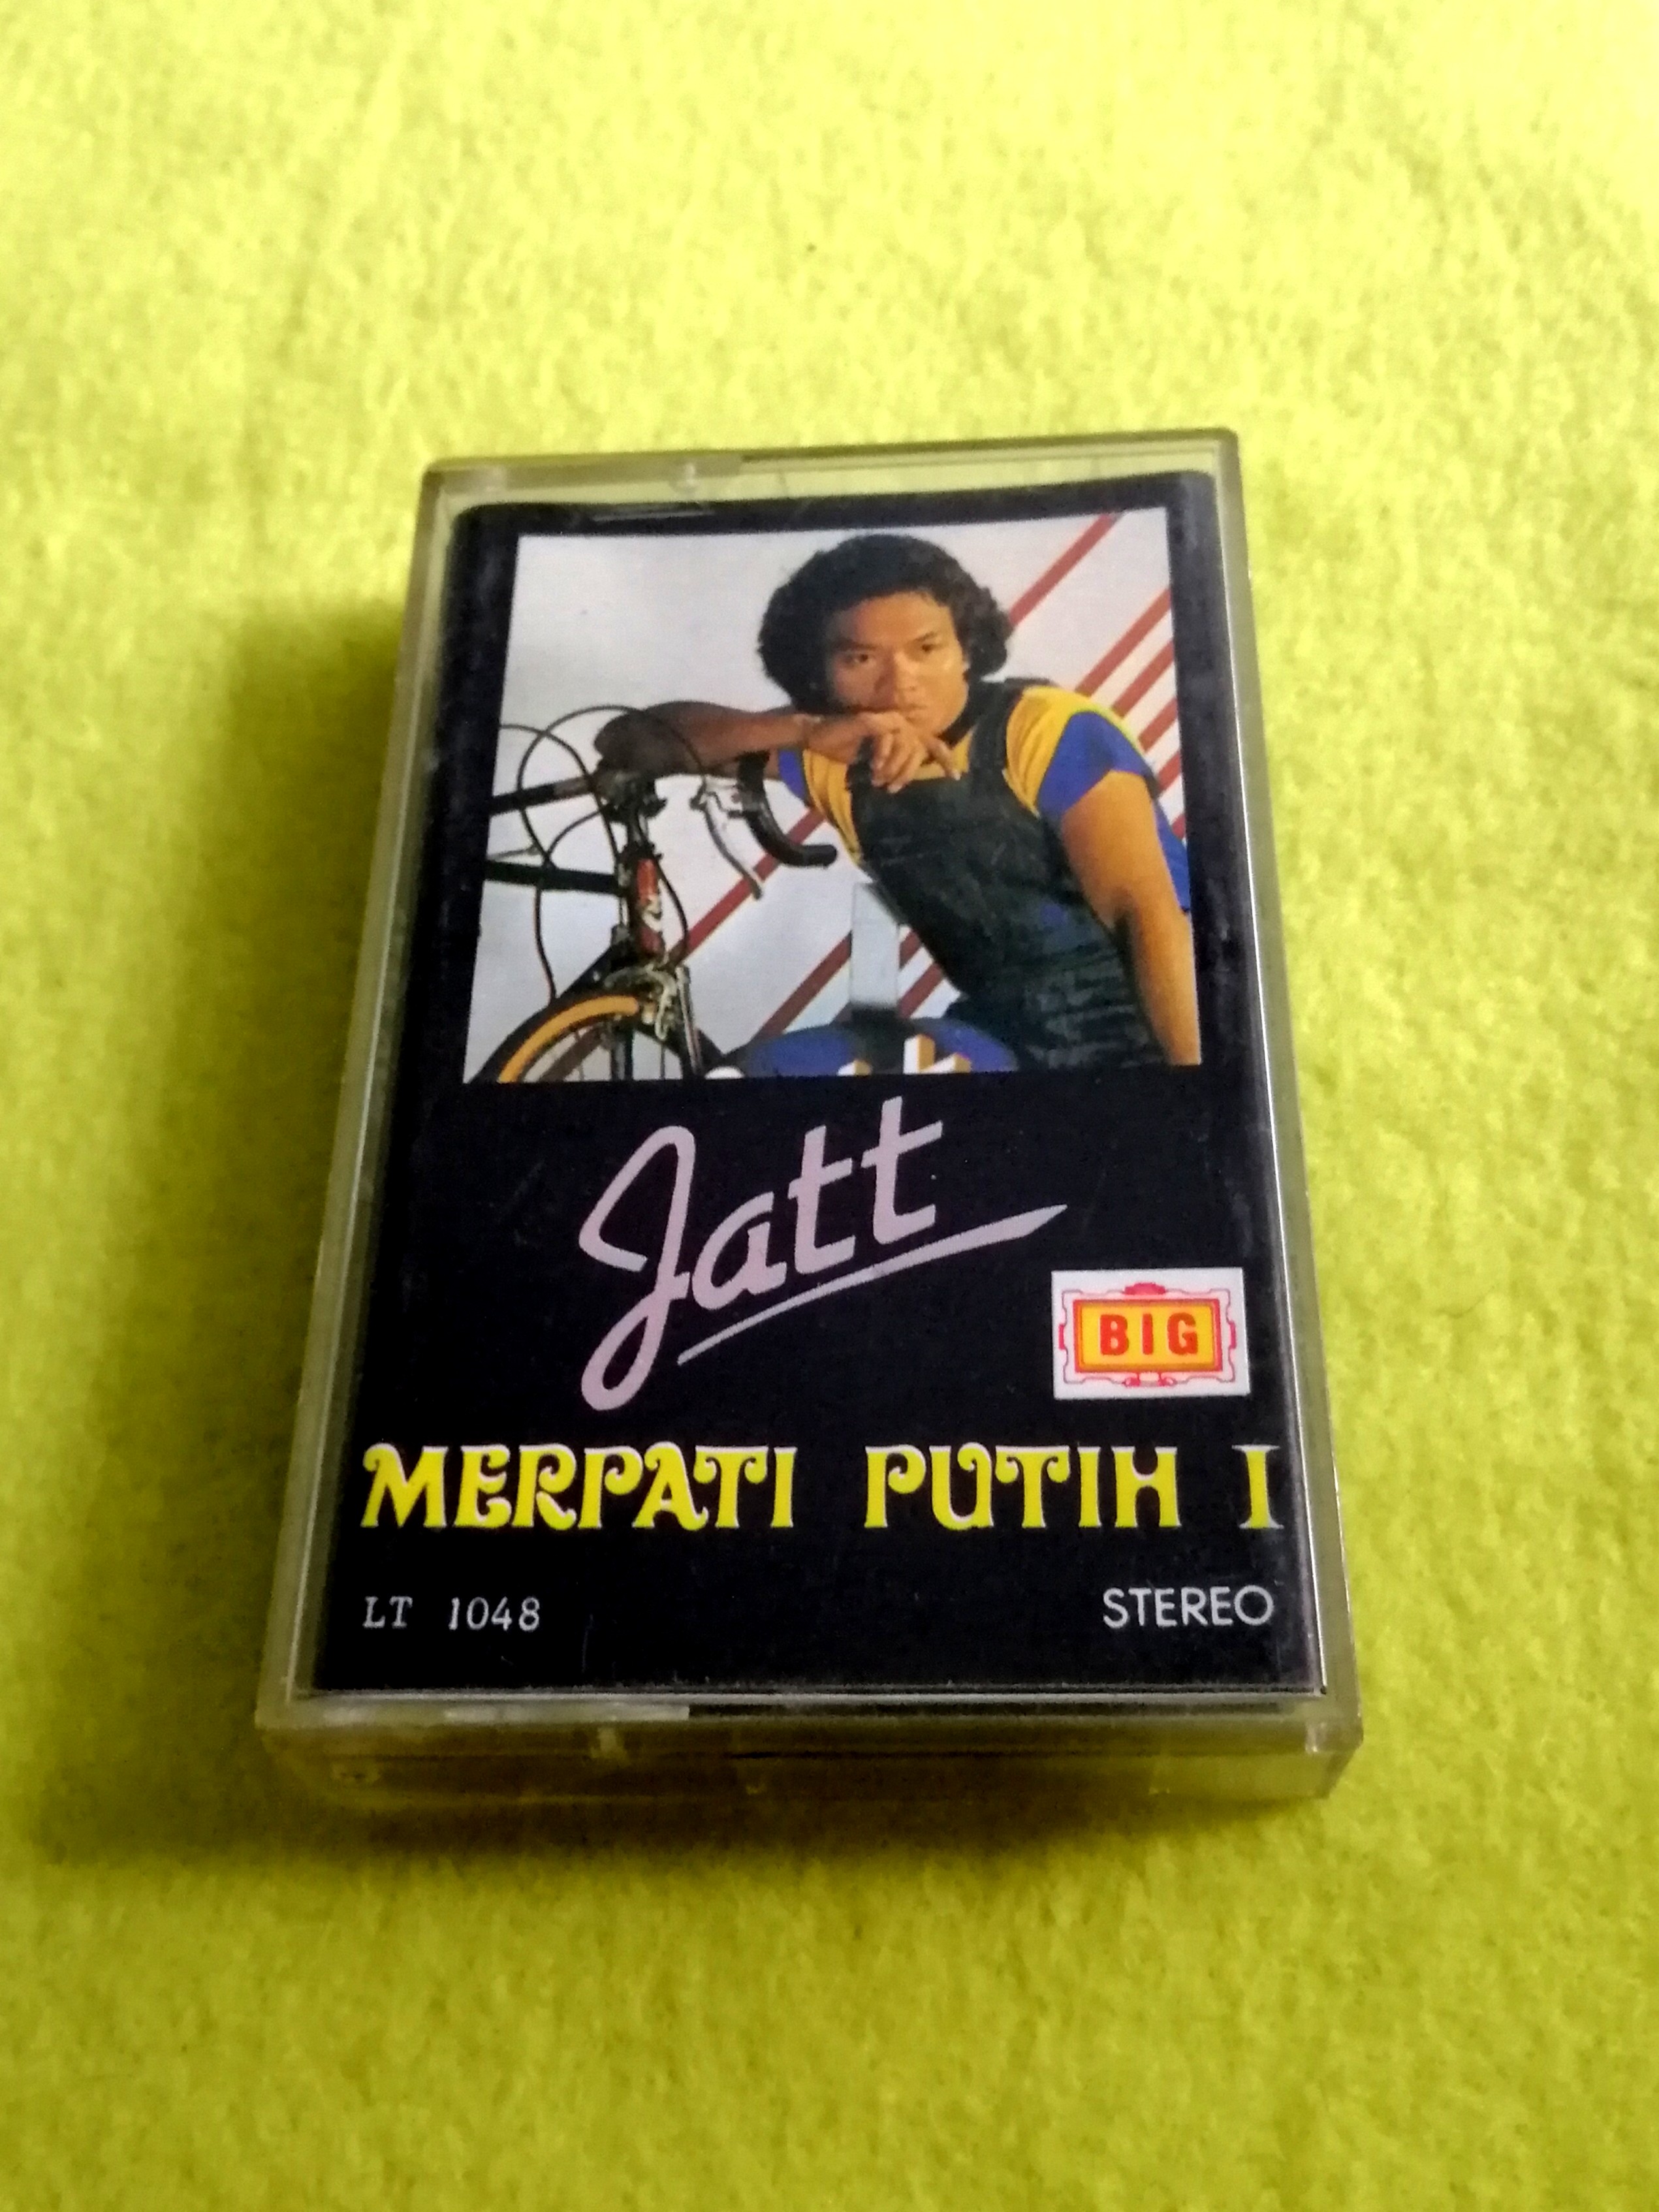 Jatt
BIG
MERPATI PUTIH I
LT 1048
STEREO